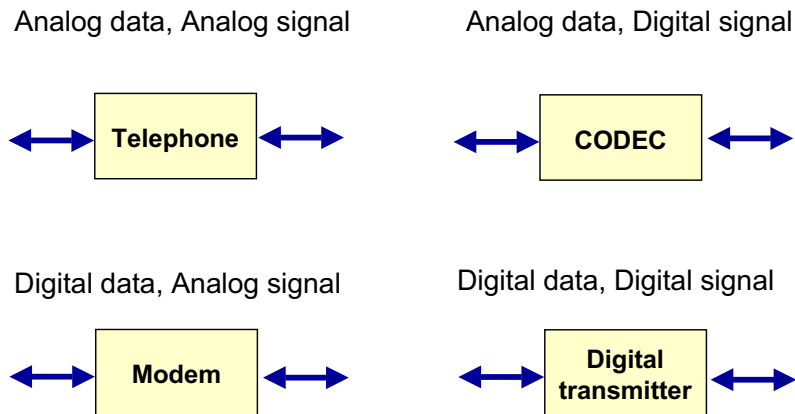 Analog data, Analog signal
Analog data, Digital signal
Telephone
CODEC
Digital data, Analog signal
Digital data, Digital signal
Modem
Digital
transmitter